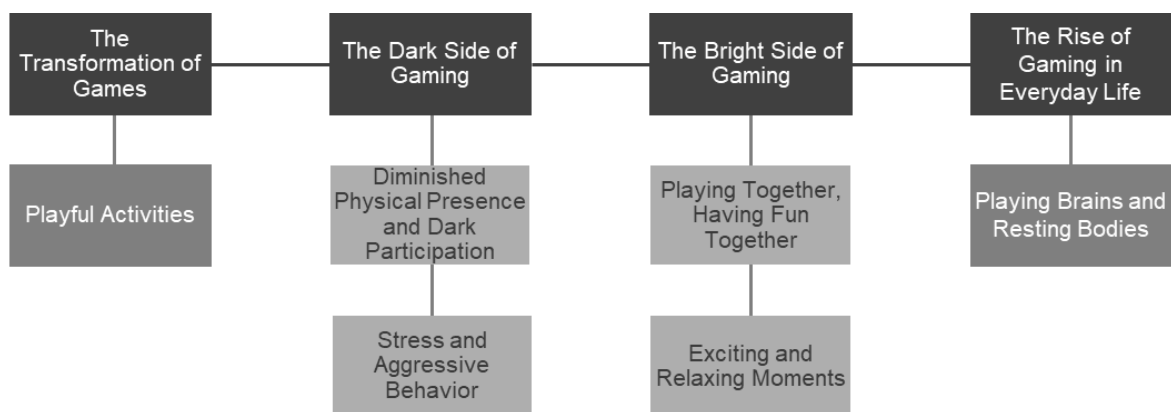 The
Transformation of
Games
The Dark Side of
Gaming
The Bright Side of
Gaming
The Rise of
Gaming in
Everyday Life
Playful Activities
Diminished
Physical Presence
and Dark
Participation
Playing Together,
Having Fun
Together
Playing Brains and
Resting Bodies
Stress and
Aggressive
Behavior
Exciting and
Relaxing Moments